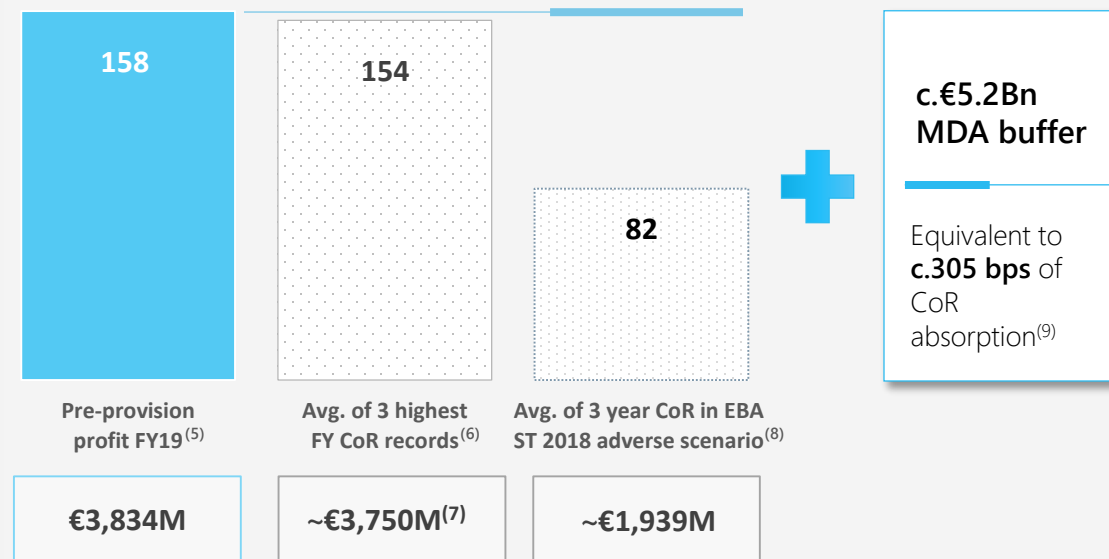 158
154
82
c.€5.2Bn
MDA buffer
Equivalent to
c.305 bps of
CoR
absorption(9)
Pre-provision
profit FY19(5)
Avg. of 3 highest
FY CoR records(6)
Avg. of 3 year CoR in EBA
ST 2018 adverse scenario(8)
€3,834M
~€3,750M(7)
~€1,939M